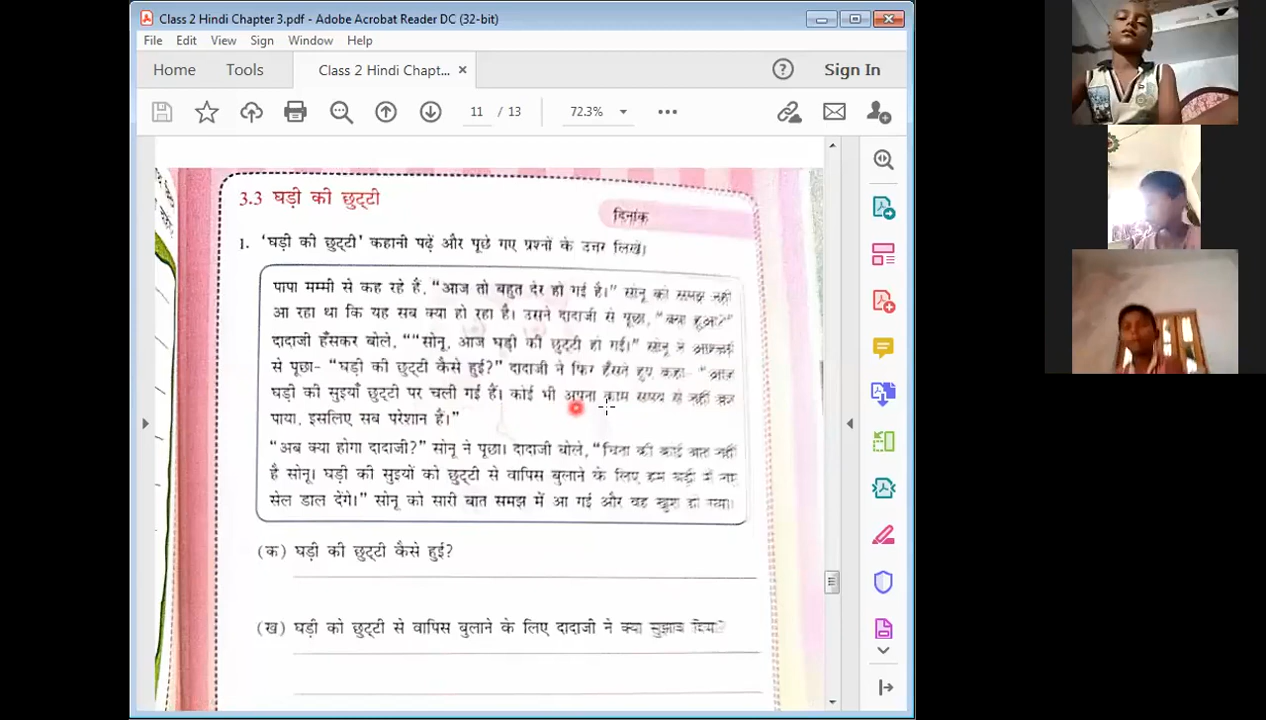 Class 2 Hindi Chapter 3.pdf - Adobe Acrobat Reader DC (32-bit)
File Edit View Sign Window Help
Home Tools Class 2 Hindi Chapt... Sign In
11 / 13 72.3%
3.3 घड़ी की छुट्टी
दिनांक
1. 'घड़ी की छुट्टी' कहानी पढ़ें और पूछे गए प्रश्नों के उत्तर लिखें।
पापा मम्मी से कह रहे हैं, "आज तो बहुत देर हो गई है।" सोनू को समझ नहीं
आ रहा था कि यह सब क्या हो रहा है। उसने दादाजी से पूछा, "क्या हुआ?"
दादाजी हँसकर बोले, ""सोनू, आज घड़ी की छुट्टी हो गई।" सोनू ने आश्चर्य
से पूछा- "घड़ी की छुट्टी कैसे हुई?" दादाजी ने फिर हँसते हुए कहा- "आज
घड़ी की सुइयाँ छुट्टी पर चली गई हैं। कोई भी अपना काम समय से नहीं कर
पाया, इसलिए सब परेशान हैं।"
"अब क्या होगा दादाजी?" सोनू ने पूछा। दादाजी बोले, "चिंता की कोई बात नहीं
है सोनू। घड़ी की सुइयों को छुट्टी से वापिस बुलाने के लिए हम घड़ी में नए
सेल डाल देंगे।" सोनू को सारी बात समझ में आ गई और वह खुश हो गया।
(क) घड़ी की छुट्टी कैसे हुई?
(ख) घड़ी को छुट्टी से वापिस बुलाने के लिए दादाजी ने क्या सुझाव दिया?